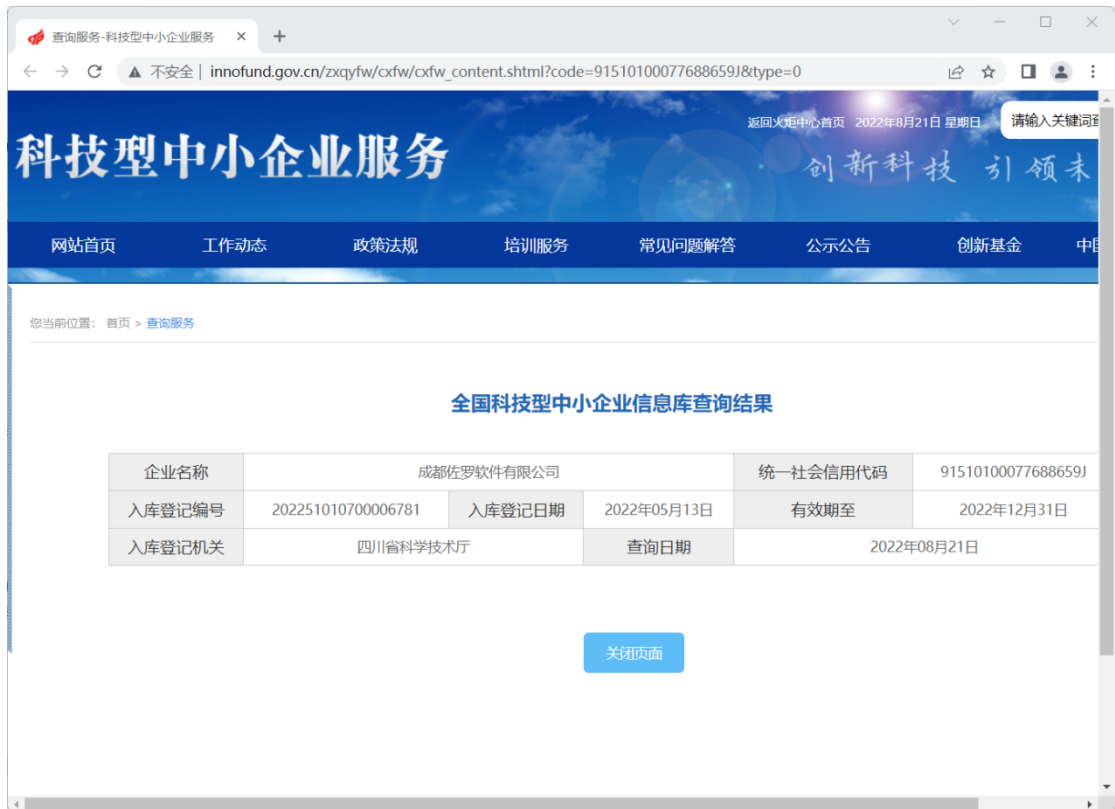 查询服务-科技型中小企业服务
不安全 | innofund.gov.cn/zxqyfw/cxfw/cxfw_content.shtml?code=91510100077688659J&type=0
返回火炬中心首页 2022年8月21日 星期日 请输入关键词查
科技型中小企业服务
创新科技 引领未
网站首页 工作动态 政策法规 培训服务 常见问题解答 公示公告 创新基金 中国
您当前位置： 首页 > 查询服务
全国科技型中小企业信息库查询结果
企业名称 成都佐罗软件有限公司 统一社会信用代码 91510100077688659J
入库登记编号 202251010700006781 入库登记日期 2022年05月13日 有效期至 2022年12月31日
入库登记机关 四川省科学技术厅 查询日期 2022年08月21日
关闭页面